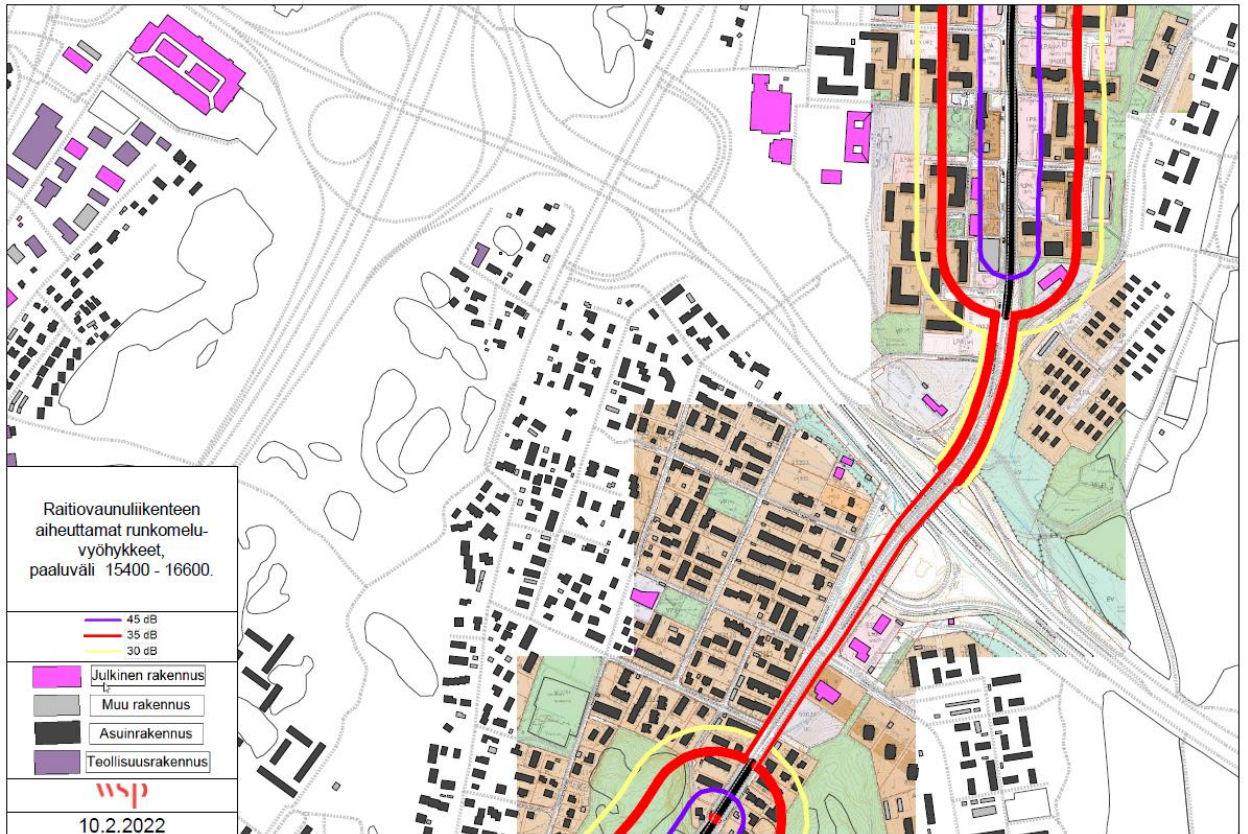 Raitiovaunuliikenteen
aiheuttamat runkomelu-
vyöhykkeet,
paaluväli 15400 - 16600.
45 dB
35 dB
30 dB
Julkinen rakennus
Muu rakennus
Asuinrakennus
Teollisuusrakennus
wsp
10.2.2022